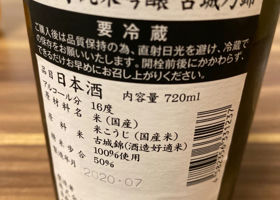 純米吟醸 古城乃錦
要冷蔵
ご購入後は品質保持の為、直射日光を避け、冷蔵で
の保存をお願いいたします。開栓前後にかかわらず、
できるだけお早めにお召し上がりください。
品目 日本酒 内容量 720ml
アルコール分 16度
原材料名 米(国産)
米こうじ(国産米)
原料米 古城錦(酒造好適米)
100%使用
精米歩合 50%
製造年月 2020-07